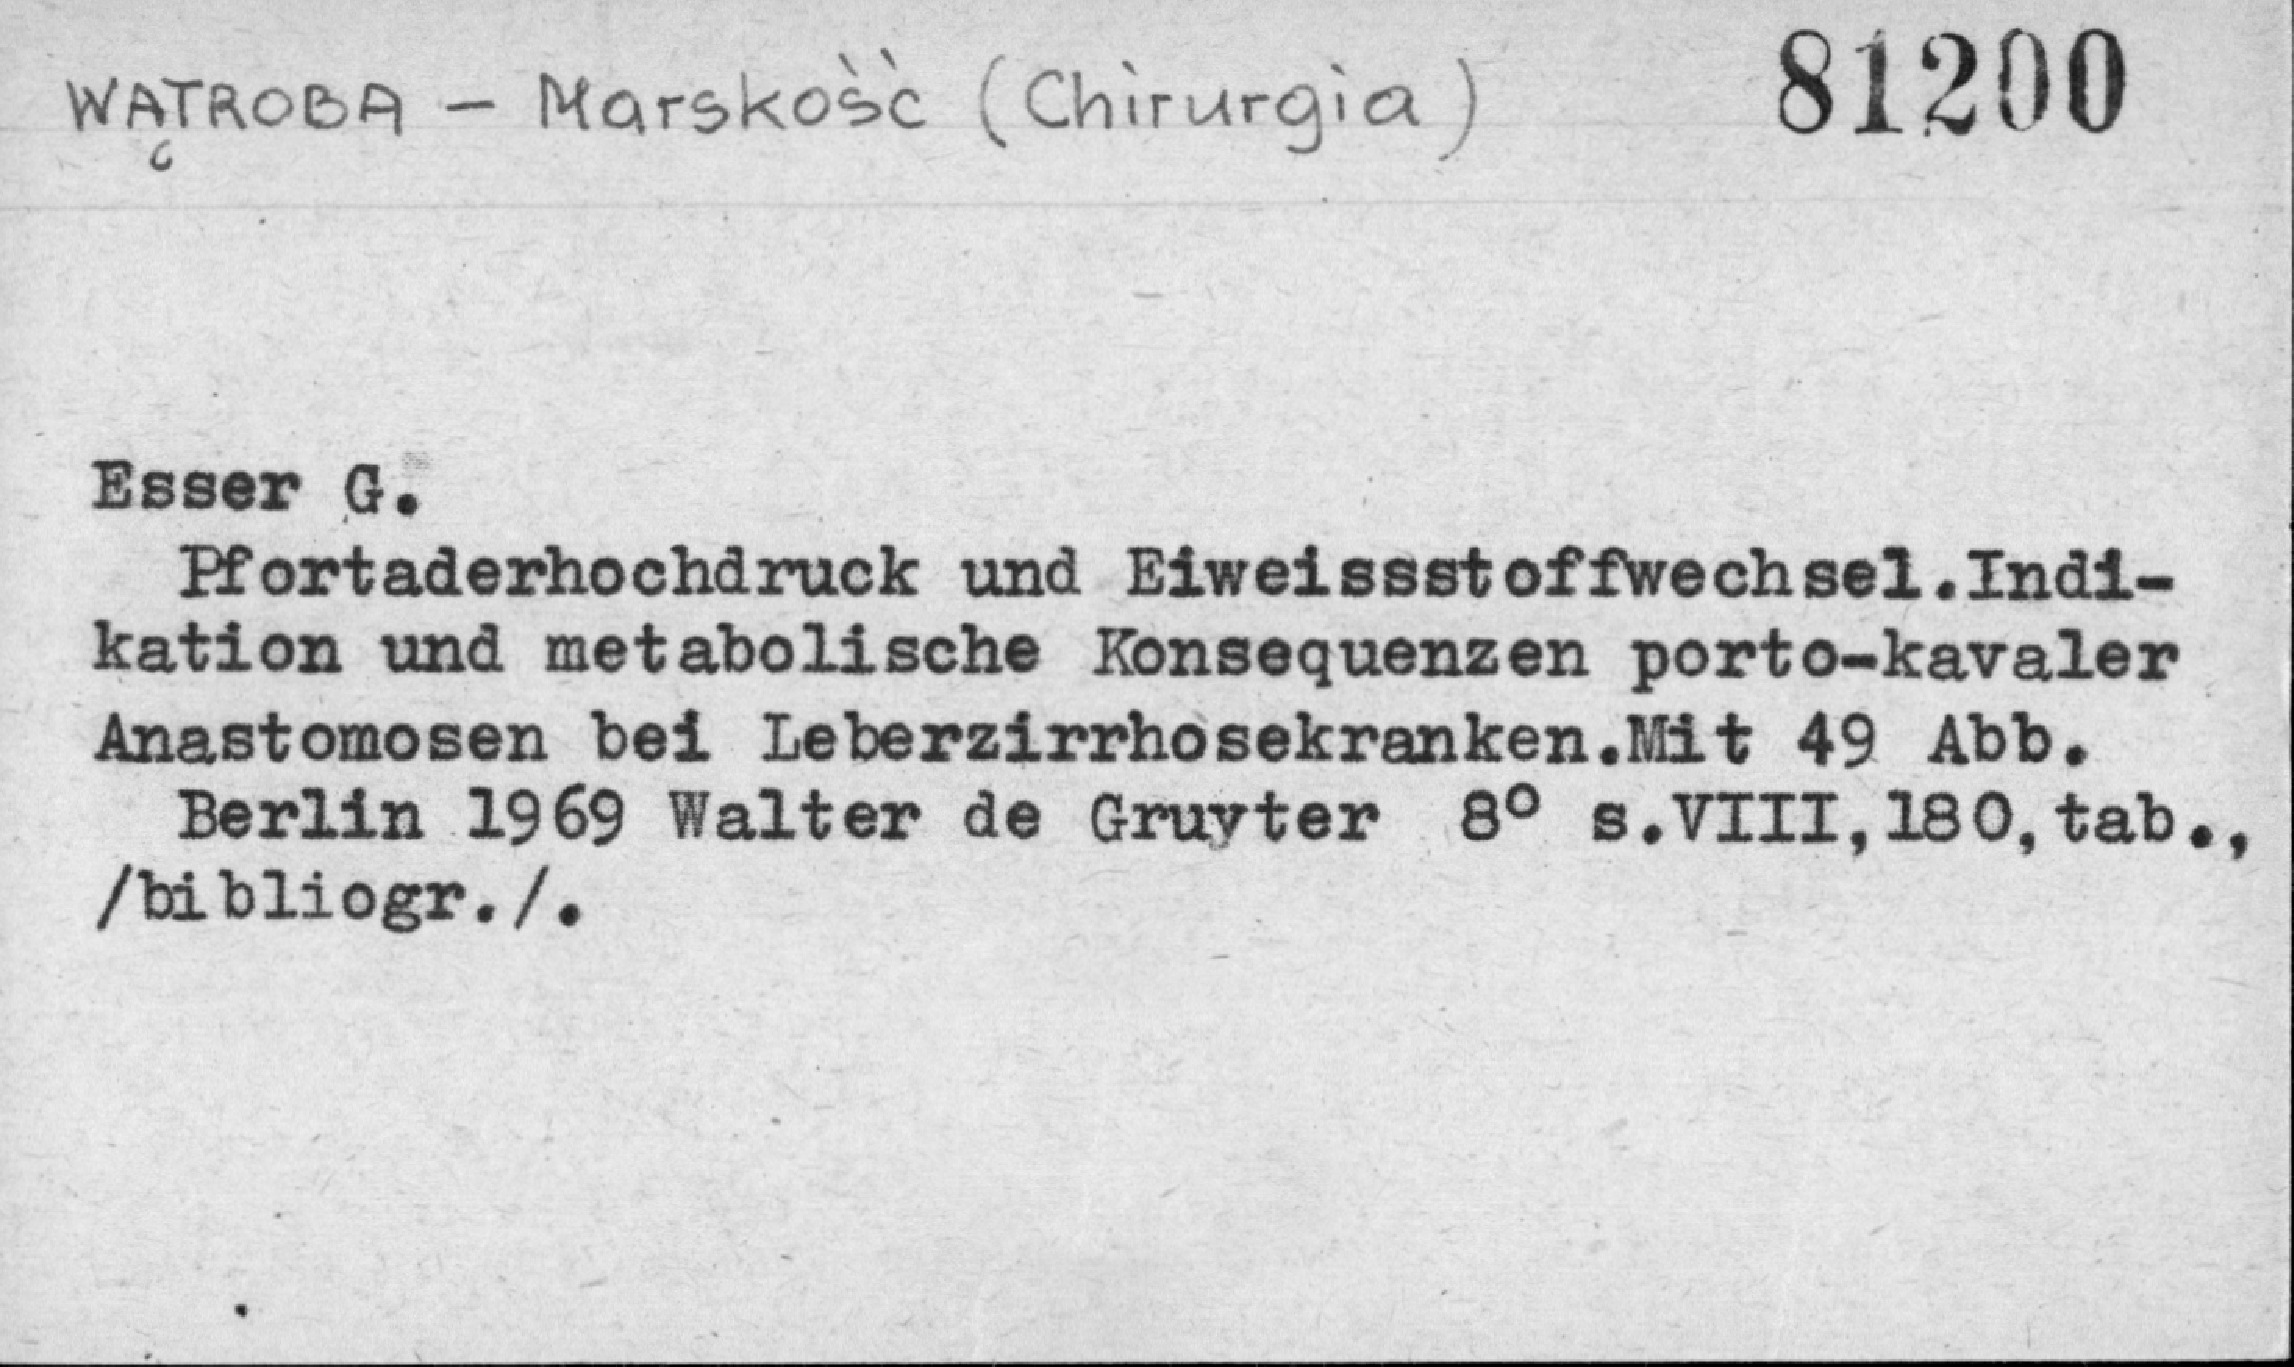 WĄTROBA - Marskość (Chirurgia) 81200
Esser G.
Pfortaderhochdruck und Eiweissstoffwechsel.Indi-
kation und metabolische Konsequenzen porto-kavaler
Anastomosen bei Leberzirrhosekranken.Mit 49 Abb.
Berlin 1969 Walter de Gruyter 8° s.VIII,180,tab.,
/bibliogr./.